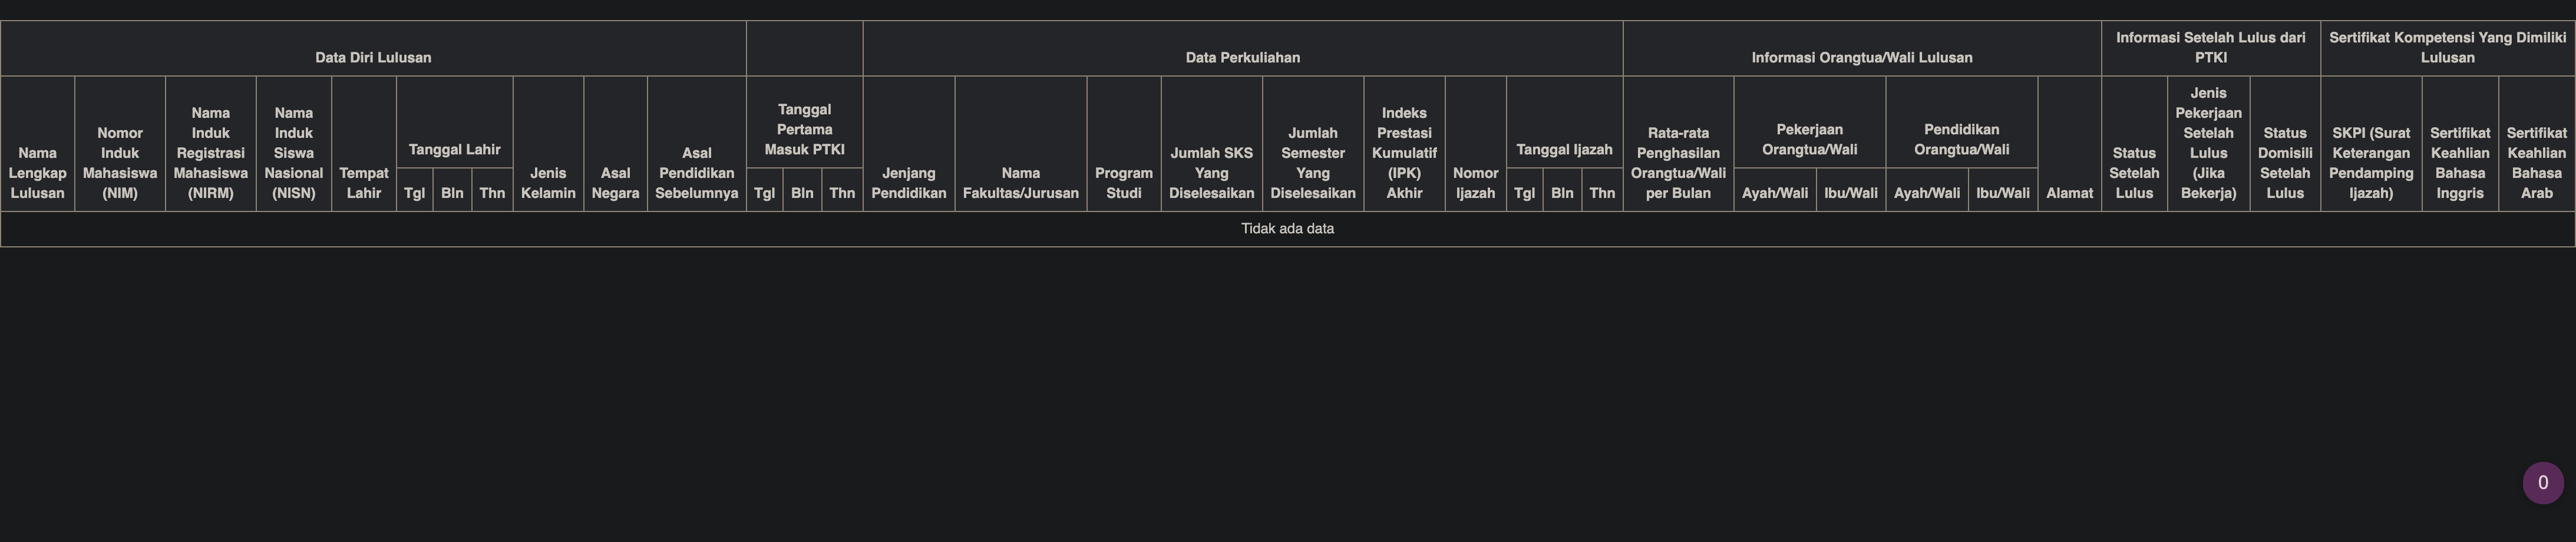 Data Diri Lulusan
Data Perkuliahan
Informasi Orangtua/Wali Lulusan
Informasi Setelah Lulus dari
PTKI
Sertifikat Kompetensi Yang Dimiliki
Lulusan
Nama
Lengkap
Lulusan
Nomor
Induk
Mahasiswa
(NIM)
Nama
Induk
Registrasi
Mahasiswa
(NIRM)
Nama
Induk
Siswa
Nasional
(NISN)
Tempat
Lahir
Tanggal Lahir
Tgl
Bln
Thn
Jenis
Kelamin
Asal
Negara
Asal
Pendidikan
Sebelumnya
Tanggal
Pertama
Masuk PTKI
Tgl
Bln
Thn
Jenjang
Pendidikan
Nama
Fakultas/Jurusan
Program
Studi
Jumlah SKS
Yang
Diselesaikan
Jumlah
Semester
Yang
Diselesaikan
Indeks
Prestasi
Kumulatif
(IPK)
Akhir
Nomor
Ijazah
Tanggal Ijazah
Tgl
Bln
Thn
Rata-rata
Penghasilan
Orangtua/Wali
per Bulan
Pekerjaan
Orangtua/Wali
Ayah/Wali
Ibu/Wali
Pendidikan
Orangtua/Wali
Ayah/Wali
Ibu/Wali
Alamat
Status
Setelah
Lulus
Jenis
Pekerjaan
Setelah
Lulus
(Jika
Bekerja)
Status
Domisili
Setelah
Lulus
SKPI (Surat
Keterangan
Pendamping
Ijazah)
Sertifikat
Keahlian
Bahasa
Inggris
Sertifikat
Keahlian
Bahasa
Arab
Tidak ada data
0